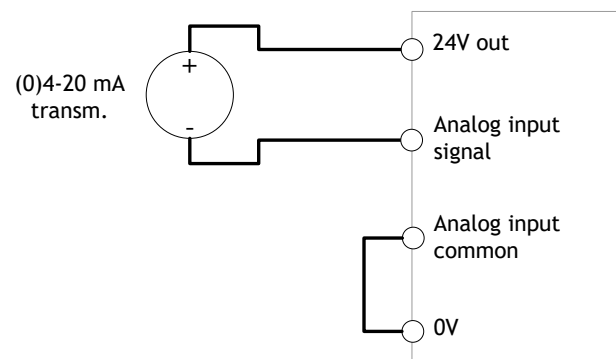 24V out
+
(0)4-20 mA
transm.
-
Analog input
signal
Analog input
common
0V